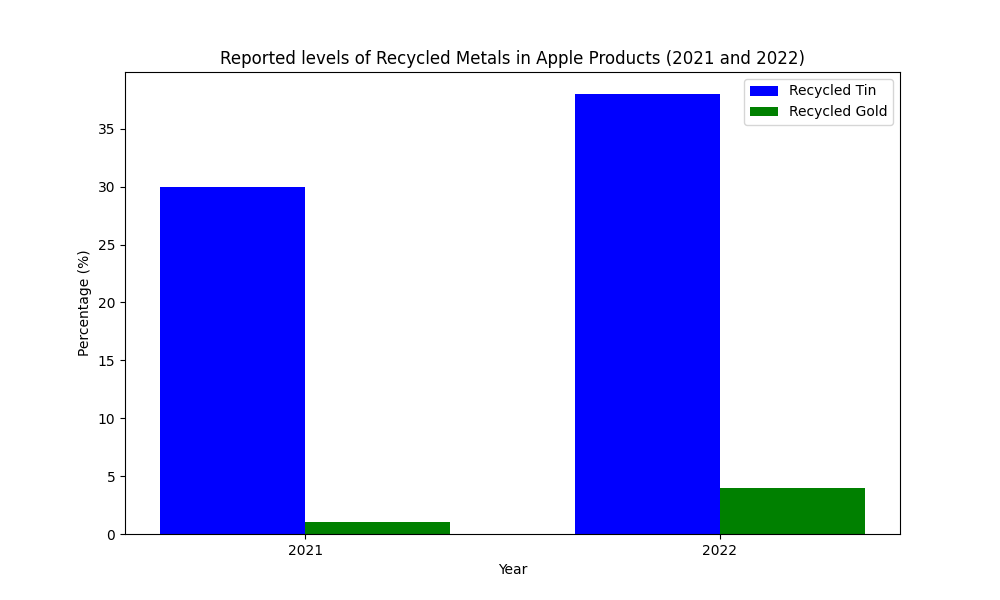 Reported levels of Recycled Metals in Apple Products (2021 and 2022)
Recycled Tin
Recycled Gold
Percentage (%)
35
30
25
20
15
10
5
0
2021 2022
Year